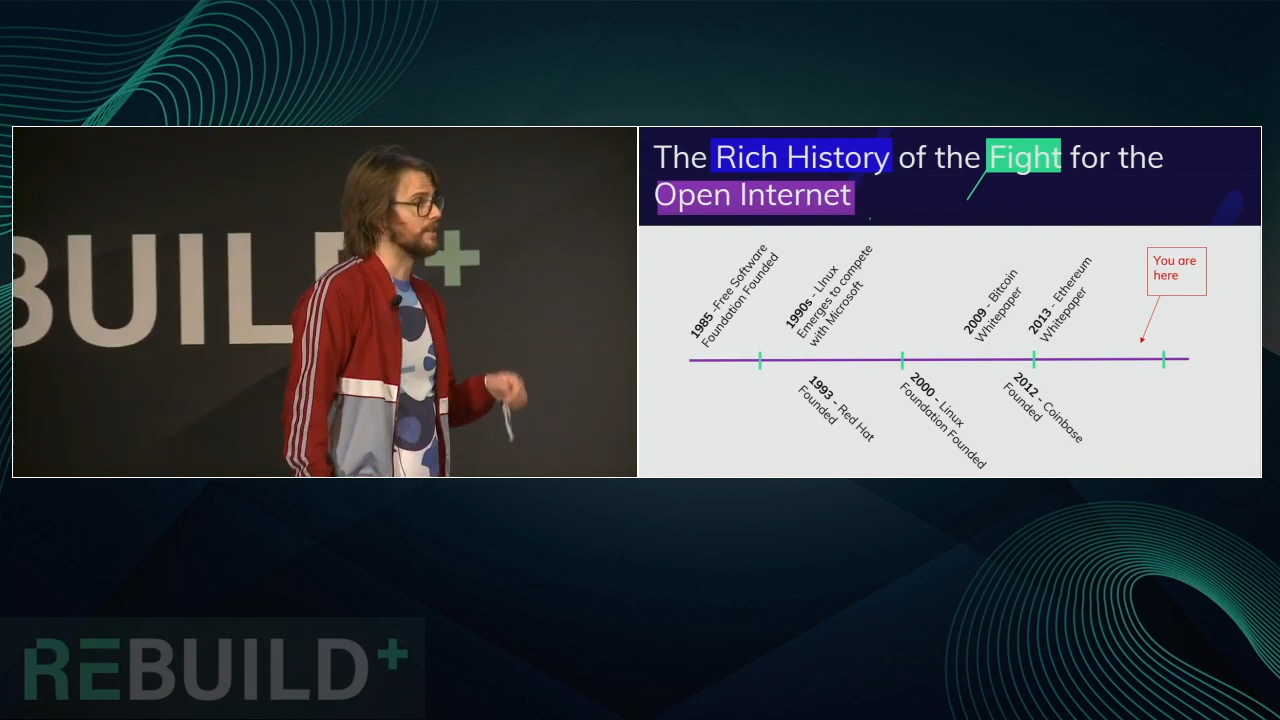 BUILD+
The Rich History of the Fight for the
Open Internet
1985 -Free Software
Foundation Founded
1990s - LInux
Emerges to compete
with Microsoft
2009 - Bitcoin
Whitepaper
2013 - Ethereum
Whitepaper
You are
here
1993 - Red Hat
Founded
2000 - Linux
Foundation Founded
2012 - Coinbase
Founded
REBUILD+